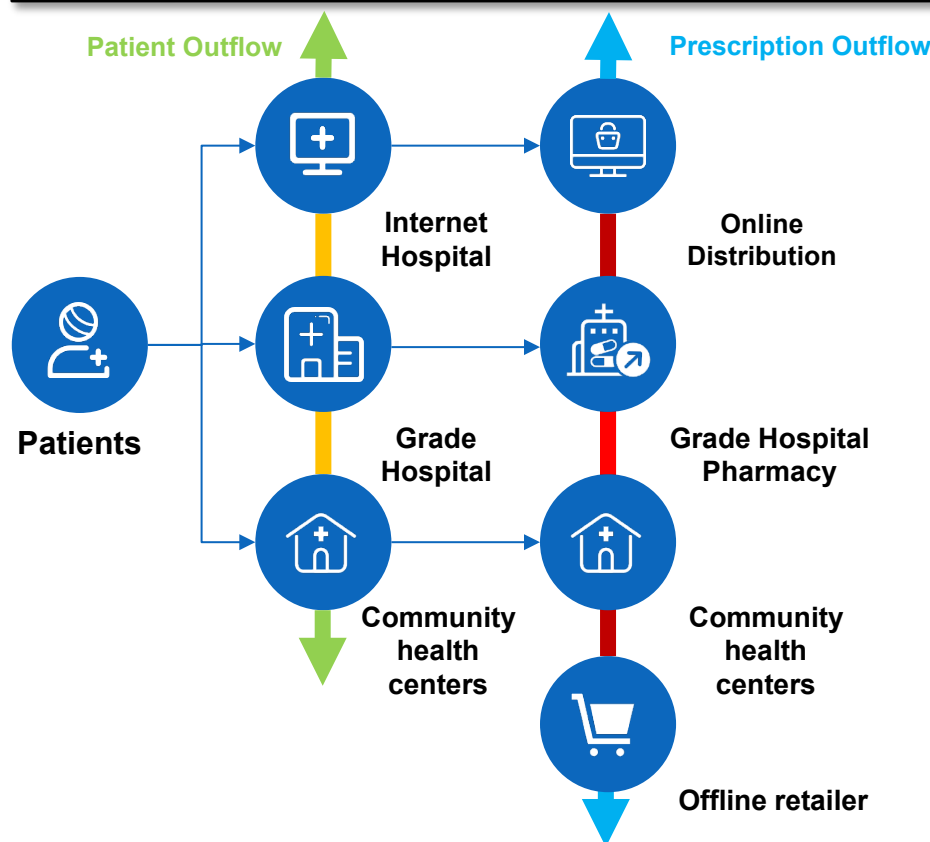 Patient Outflow
Prescription Outflow
Internet
Hospital
Online
Distribution
Patients
Grade
Hospital
Grade Hospital
Pharmacy
Community
health
centers
Community
health
centers
Offline retailer